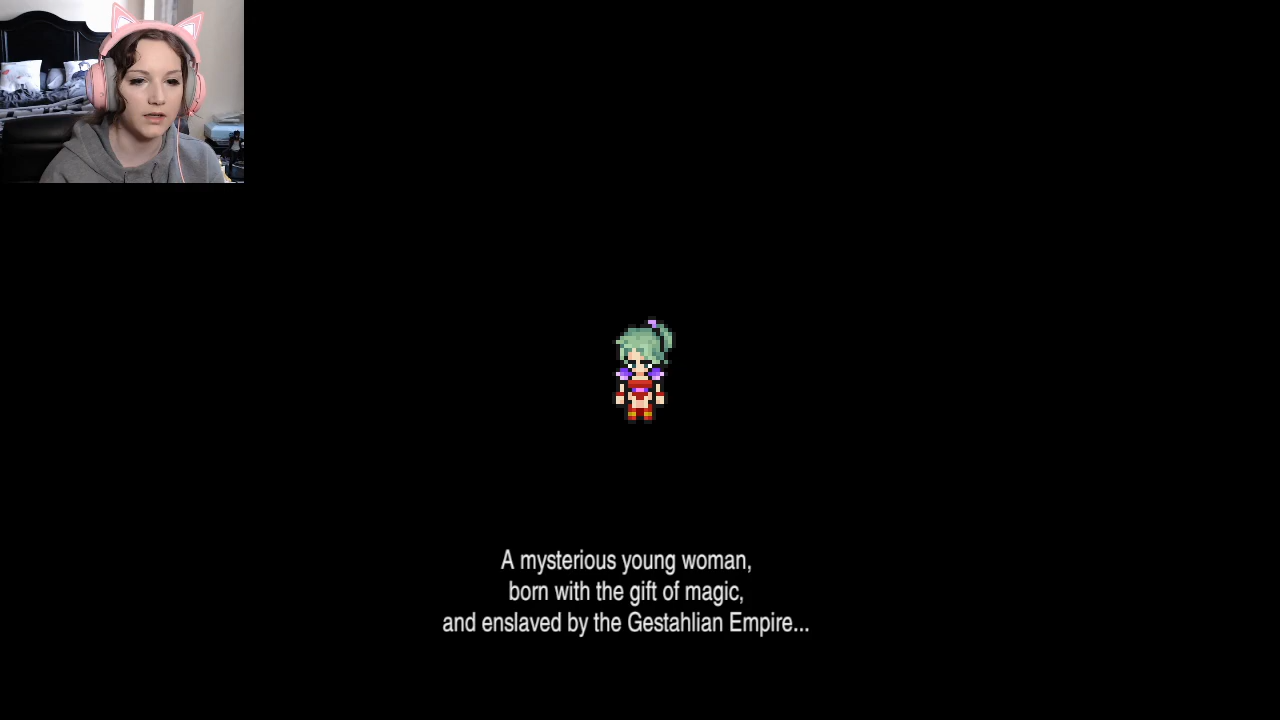 A mysterious young woman,
born with the gift of magic,
and enslaved by the Gestahlian Empire...